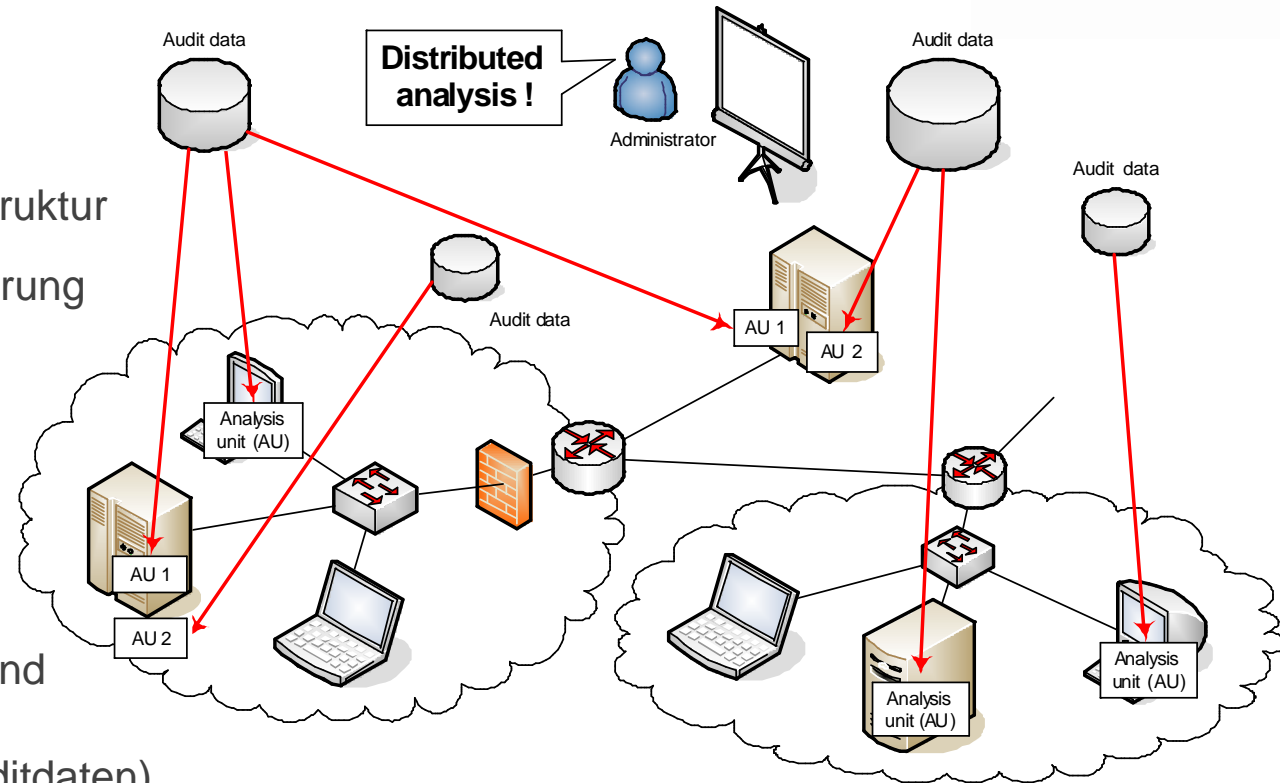 Audit data
Distributed
analysis !
Administrator
Audit data
Audit data
Audit data
AU 1
AU 2
Analysis
unit (AU)
AU 1
AU 2
Analysis
unit (AU)
Analysis
unit (AU)
ruktur
rung
nd
ditdaten)